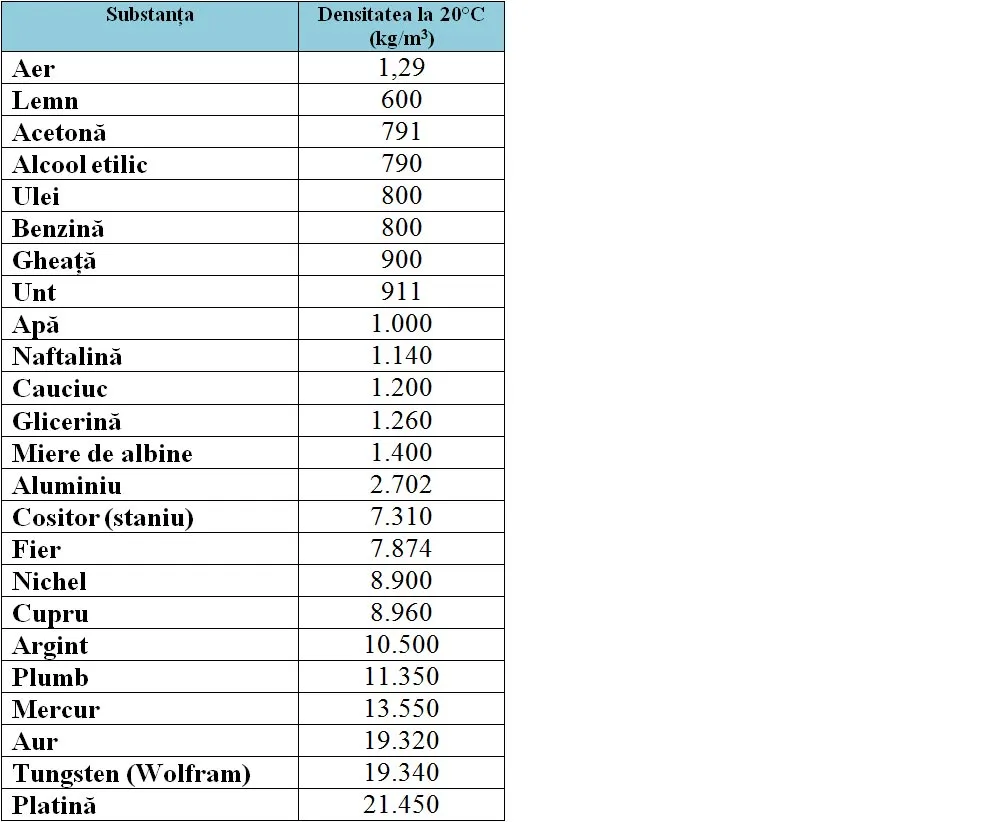 Substanța Densitatea la 20°C
(kg/m³)
Aer 1,29
Lemn 600
Acetonă 791
Alcool etilic 790
Ulei 800
Benzină 800
Gheață 900
Unt 911
Apă 1.000
Naftalină 1.140
Cauciuc 1.200
Glicerină 1.260
Miere de albine 1.400
Aluminiu 2.702
Cositor (staniu) 7.310
Fier 7.874
Nichel 8.900
Cupru 8.960
Argint 10.500
Plumb 11.350
Mercur 13.550
Aur 19.320
Tungsten (Wolfram) 19.340
Platină 21.450